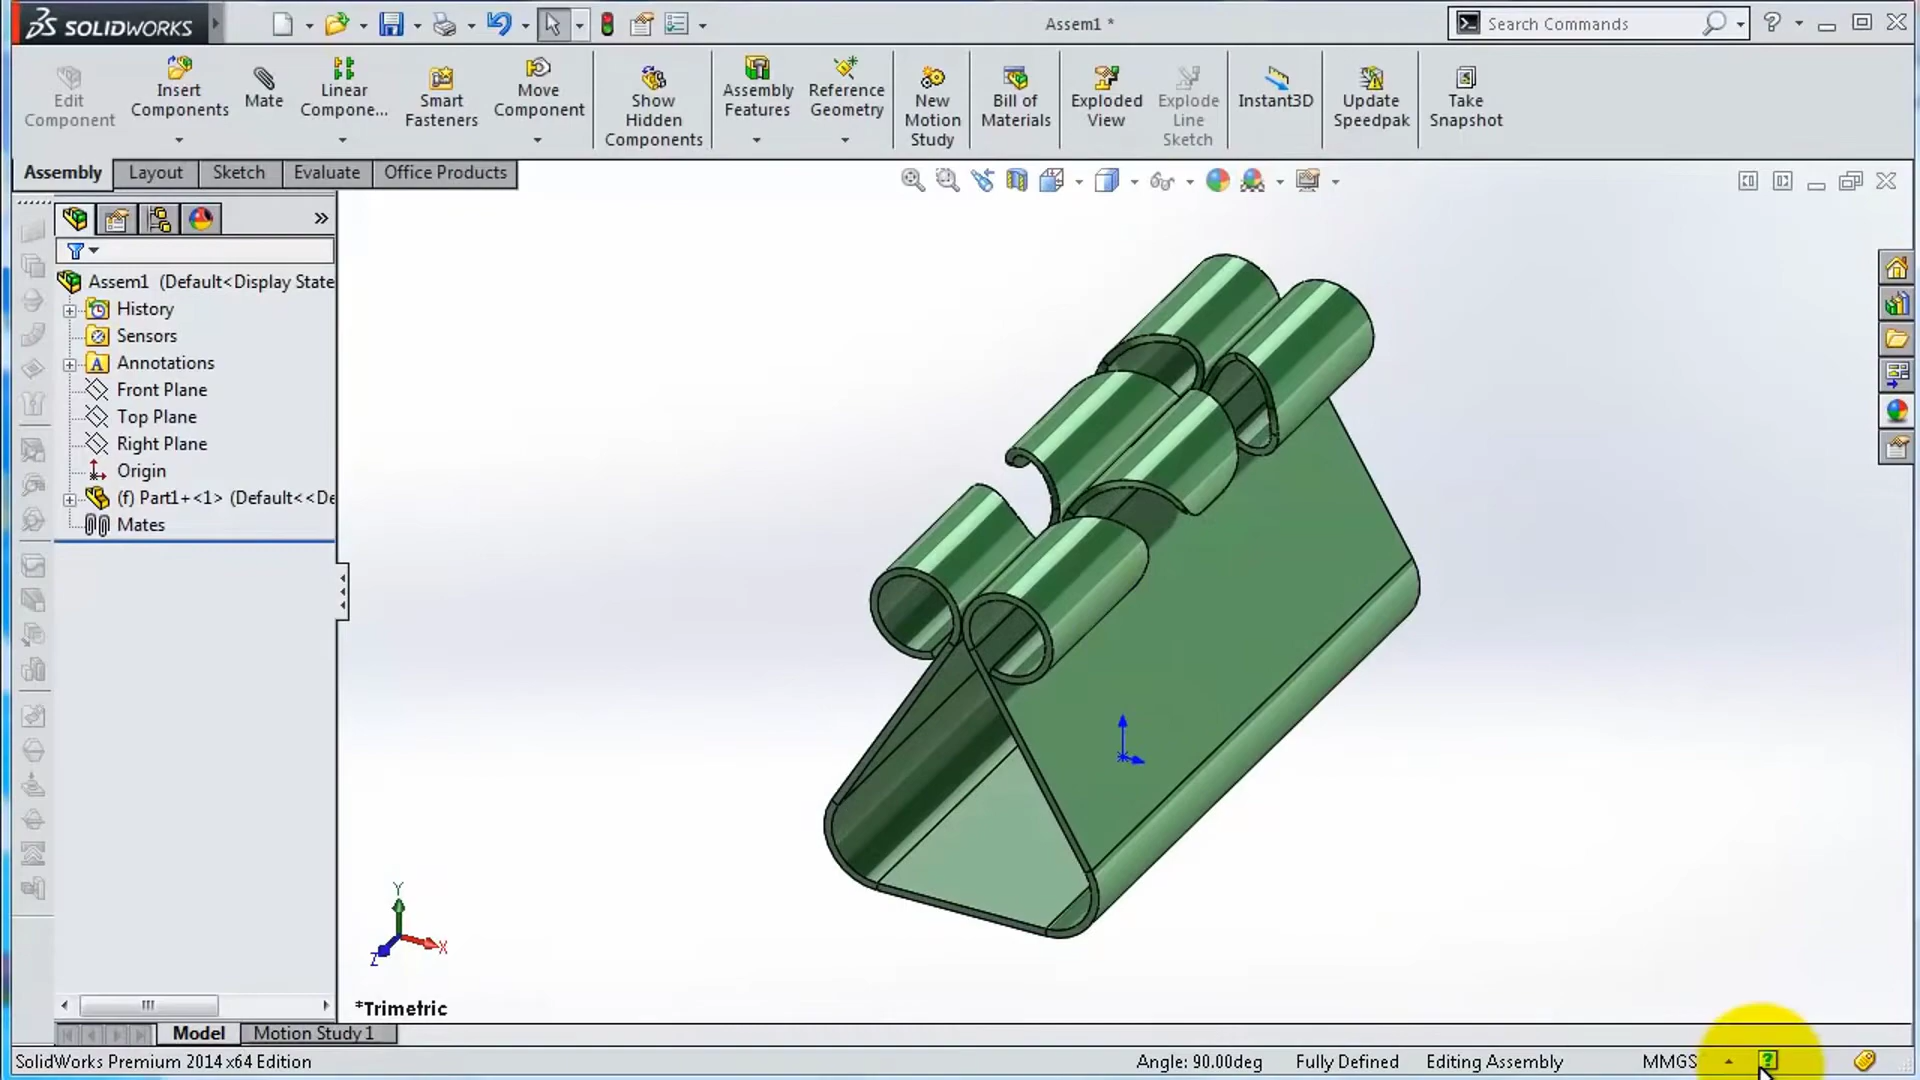 SOLIDWORKS
Assem1 *
Search Commands
Edit Component
Insert Components
Mate
Linear Compone...
Smart Fasteners
Move Component
Show Hidden Components
Assembly Features
Reference Geometry
New Motion Study
Bill of Materials
Exploded View
Explode Line Sketch
Instant3D
Update Speedpak
Take Snapshot
Assembly
Layout
Sketch
Evaluate
Office Products
Assem1 (Default<Display State
History
Sensors
Annotations
Front Plane
Top Plane
Right Plane
Origin
(f) Part1+<1> (Default<<De
Mates
Y
X
Z
*Trimetric
Model
Motion Study 1
SolidWorks Premium 2014 x64 Edition
Angle: 90.00deg
Fully Defined
Editing Assembly
MMGS